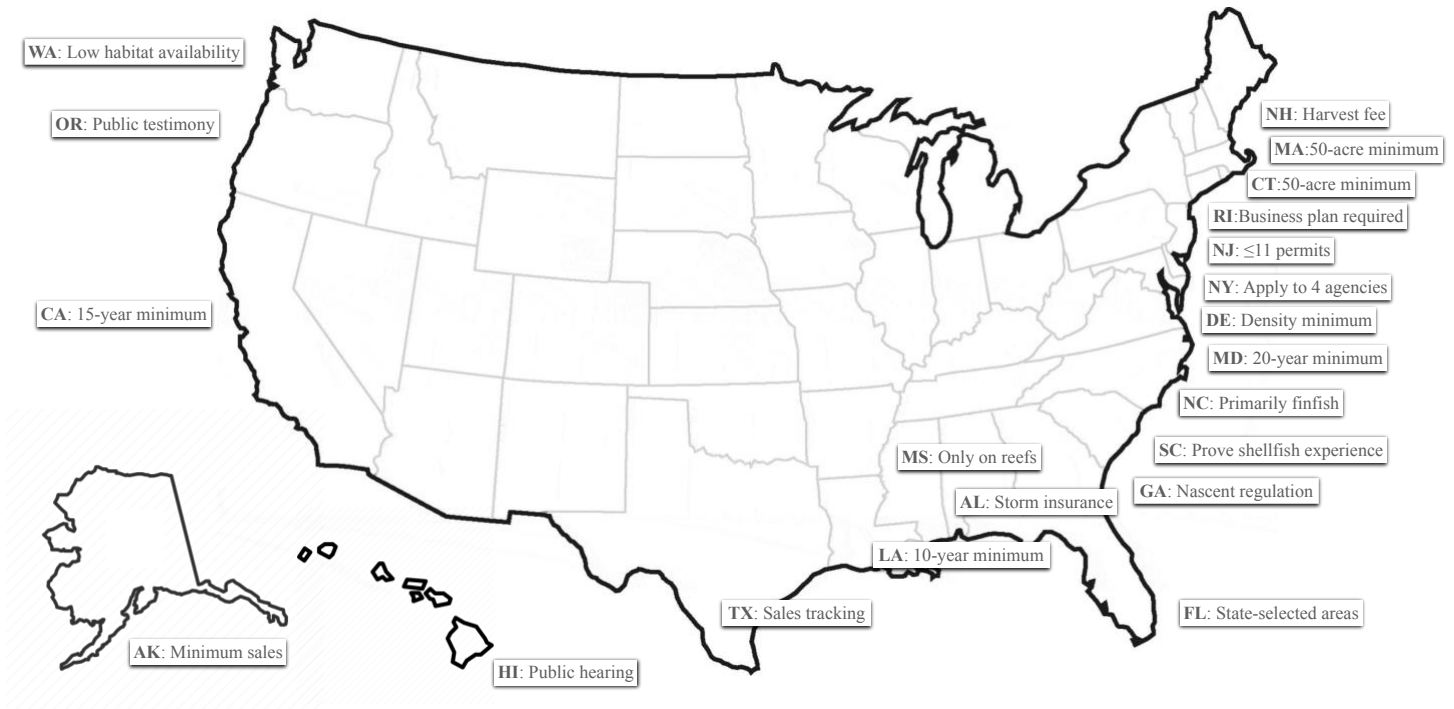 WA: Low habitat availability
OR: Public testimony
NH: Harvest fee
MA:50-acre minimum
CT:50-acre minimum
RI:Business plan required
NJ: ≤11 permits
NY: Apply to 4 agencies
CA: 15-year minimum
DE: Density minimum
MD: 20-year minimum
NC: Primarily finfish
MS: Only on reefs
SC: Prove shellfish experience
AL: Storm insurance
GA: Nascent regulation
LA: 10-year minimum
TX: Sales tracking
FL: State-selected areas
AK: Minimum sales
HI: Public hearing